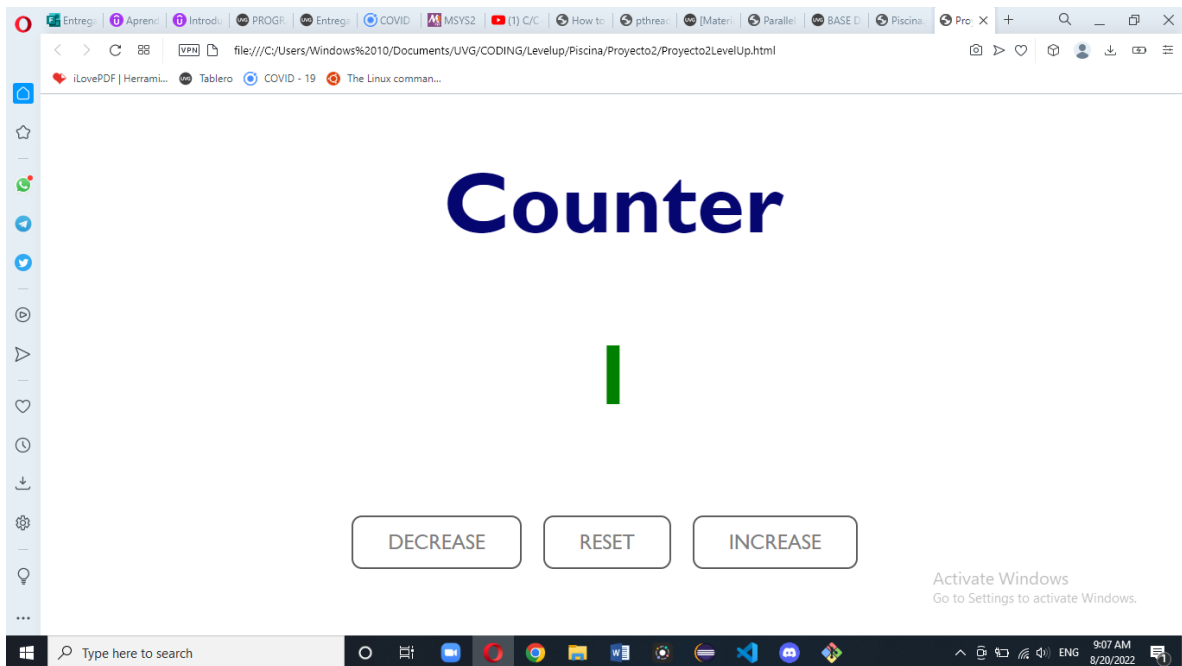 Entrega
Aprend
Introdu
PROGR
Entrega
COVID
MSYS2
(1) C/C
How to
pthread
[Materi
Parallel
BASE D
Piscina
Pro
VPN
file:///C:/Users/Windows%2010/Documents/UVG/CODING/Levelup/Piscina/Proyecto2/Proyecto2LevelUp.html
iLovePDF | Herrami...
Tablero
COVID - 19
The Linux comman...
Counter
1
DECREASE
RESET
INCREASE
Activate Windows
Go to Settings to activate Windows.
Type here to search
ENG
9:07 AM
8/20/2022